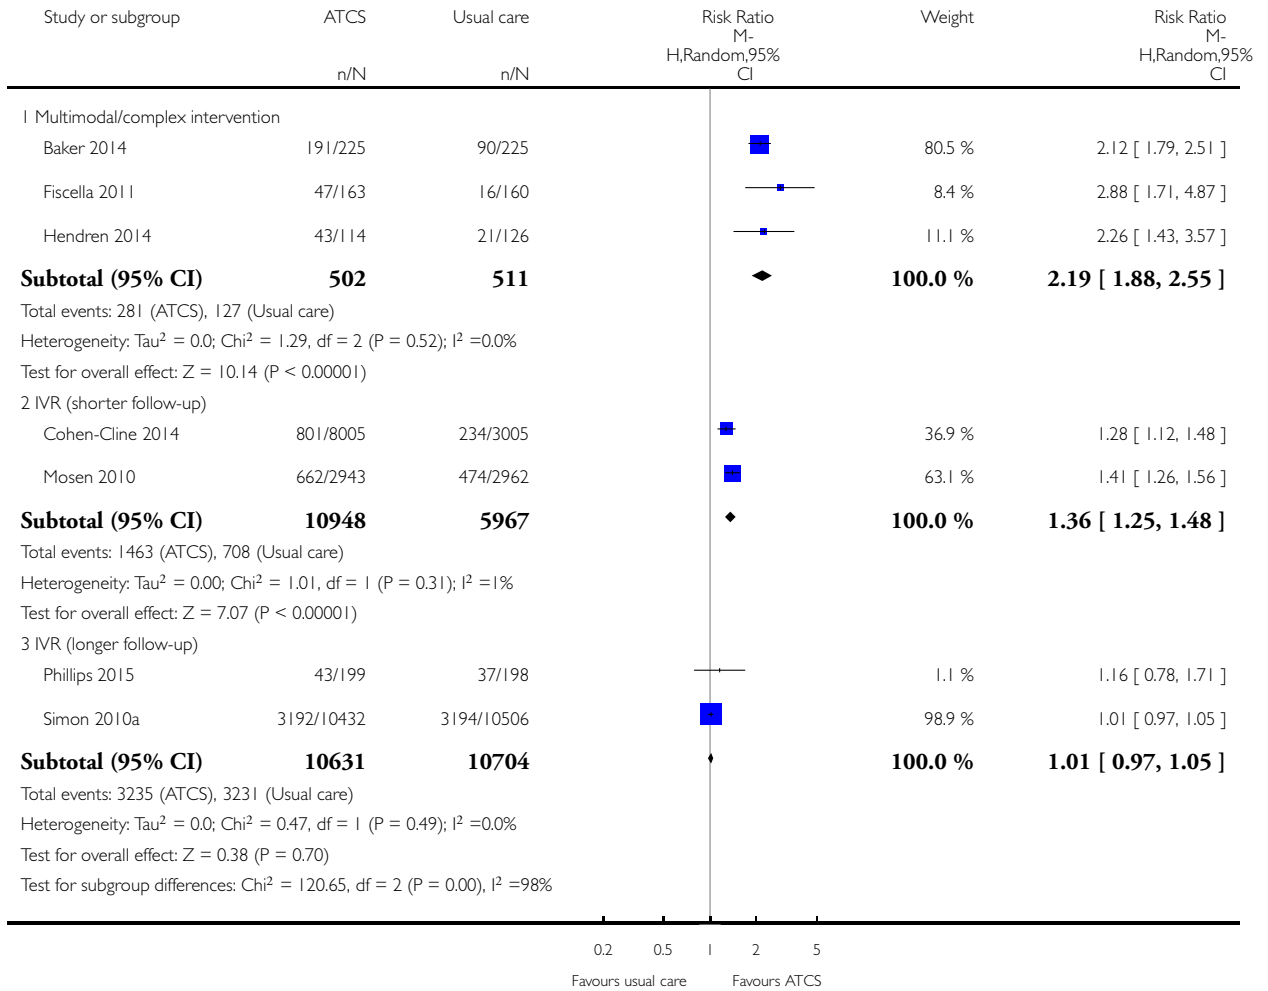 Study or subgroup ATCS Usual care Risk Ratio Weight Risk Ratio
M- M-
H,Random,95% H,Random,95%
n/N n/N CI CI
1 Multimodal/complex intervention
Baker 2014 191/225 90/225 80.5 % 2.12 [ 1.79, 2.51 ]
Fiscella 2011 47/163 16/160 8.4 % 2.88 [ 1.71, 4.87 ]
Hendren 2014 43/114 21/126 11.1 % 2.26 [ 1.43, 3.57 ]
Subtotal (95% CI) 502 511 100.0 % 2.19 [ 1.88, 2.55 ]
Total events: 281 (ATCS), 127 (Usual care)
Heterogeneity: Tau² = 0.0; Chi² = 1.29, df = 2 (P = 0.52); I² =0.0%
Test for overall effect: Z = 10.14 (P < 0.00001)
2 IVR (shorter follow-up)
Cohen-Cline 2014 801/8005 234/3005 36.9 % 1.28 [ 1.12, 1.48 ]
Mosen 2010 662/2943 474/2962 63.1 % 1.41 [ 1.26, 1.56 ]
Subtotal (95% CI) 10948 5967 100.0 % 1.36 [ 1.25, 1.48 ]
Total events: 1463 (ATCS), 708 (Usual care)
Heterogeneity: Tau² = 0.00; Chi² = 1.01, df = 1 (P = 0.31); I² =1%
Test for overall effect: Z = 7.07 (P < 0.00001)
3 IVR (longer follow-up)
Phillips 2015 43/199 37/198 1.1 % 1.16 [ 0.78, 1.71 ]
Simon 2010a 3192/10432 3194/10506 98.9 % 1.01 [ 0.97, 1.05 ]
Subtotal (95% CI) 10631 10704 100.0 % 1.01 [ 0.97, 1.05 ]
Total events: 3235 (ATCS), 3231 (Usual care)
Heterogeneity: Tau² = 0.0; Chi² = 0.47, df = 1 (P = 0.49); I² =0.0%
Test for overall effect: Z = 0.38 (P = 0.70)
Test for subgroup differences: Chi² = 120.65, df = 2 (P = 0.00), I² =98%
0.2 0.5 1 2 5
Favours usual care Favours ATCS